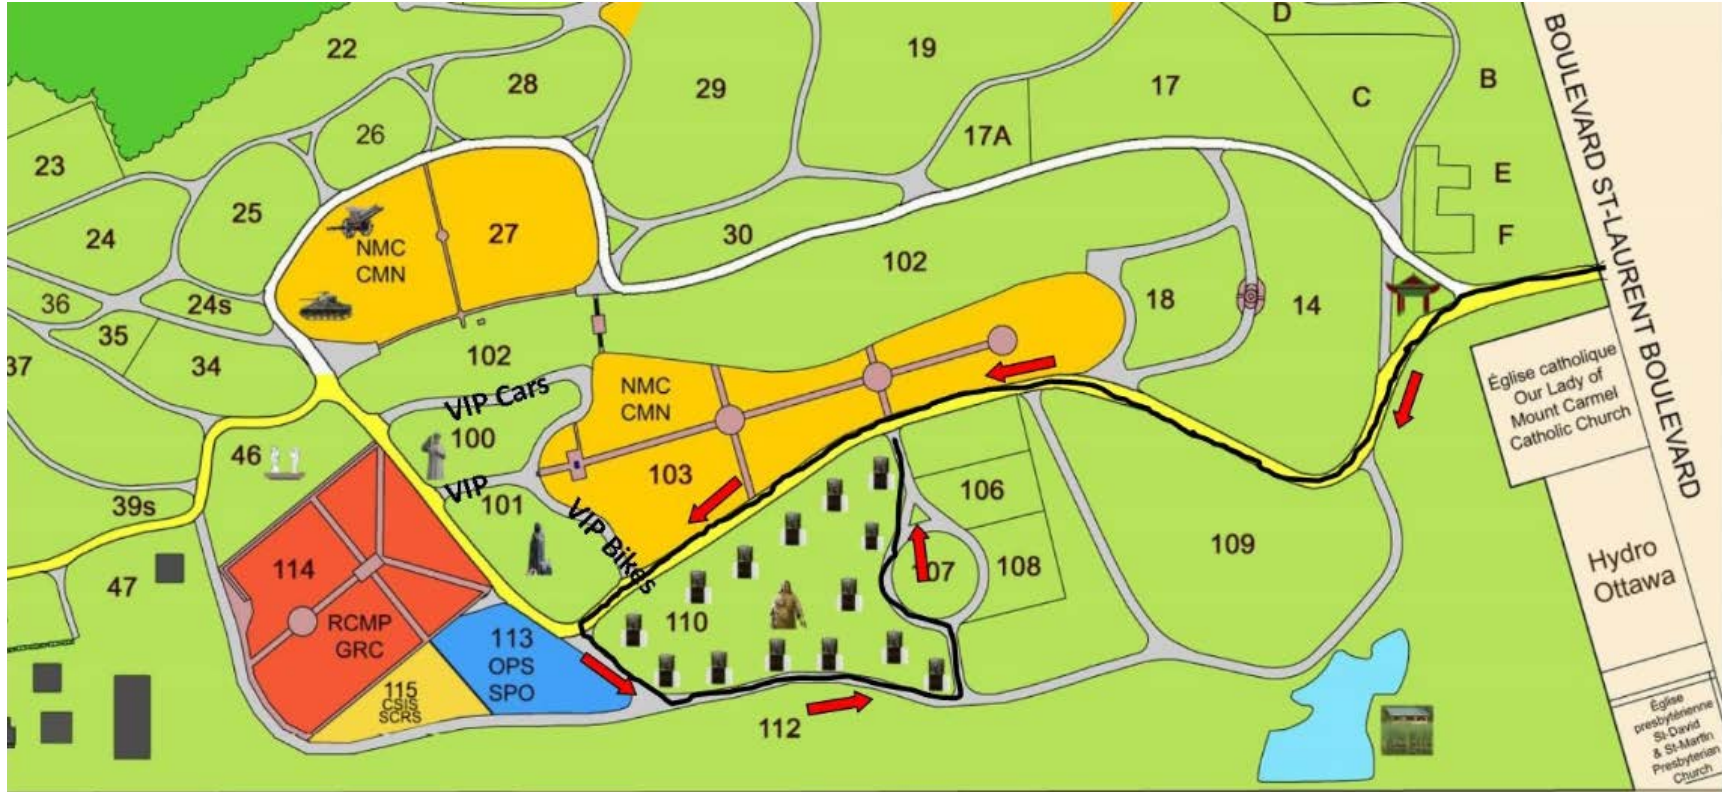 22
28
29
19
D
17
C
B
17A
E
F
26
23
25
24
27
NMC
CMN
30
102
36
24s
35
34
37
102
18
14
BOULEVARD ST-LAURENT BOULEVARD
Église catholique
Our Lady of
Mount Carmel
Catholic Church
VIP Cars
100
NMC
CMN
103
46
VIP
101
VIP Bikes
39s
106
109
47
114
RCMP
GRC
113
OPS
SPO
115
CSIS
SCRS
110
107
108
112
Hydro
Ottawa
Église
presbytérienne
St-David
& St-Martin
Presbyterian
Church